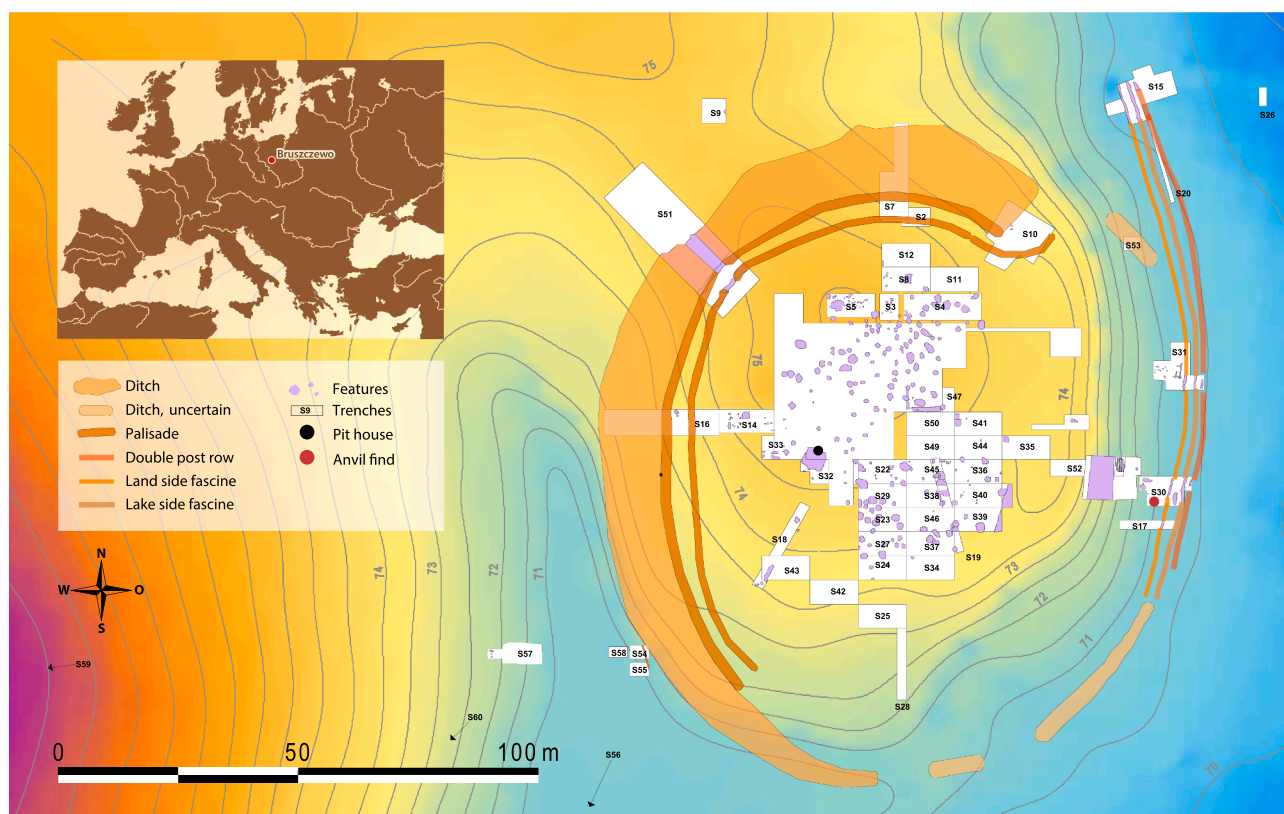 75
S15
S9
S26
Bruszczewo
S20
S51
S7
S2
S10
S53
S12
S8
S11
S5
S3
S4
S31
75
74
Ditch
Ditch, uncertain
Palisade
Double post row
Land side fascine
Lake side fascine
Features
S9 Trenches
Pit house
Anvil find
S47
S16
S14
S50
S41
S33
S49
S44
S35
S32
S22
S45
S36
S52
74
S29
S38
S40
S30
S23
S46
S39
S17
S18
S27
S37
S19
S43
S24
S34
73
74
73
72
71
N
W
O
S
S42
72
S25
71
S59
S57
S58
S54
S55
S28
S60
S56
70
0
50
100 m